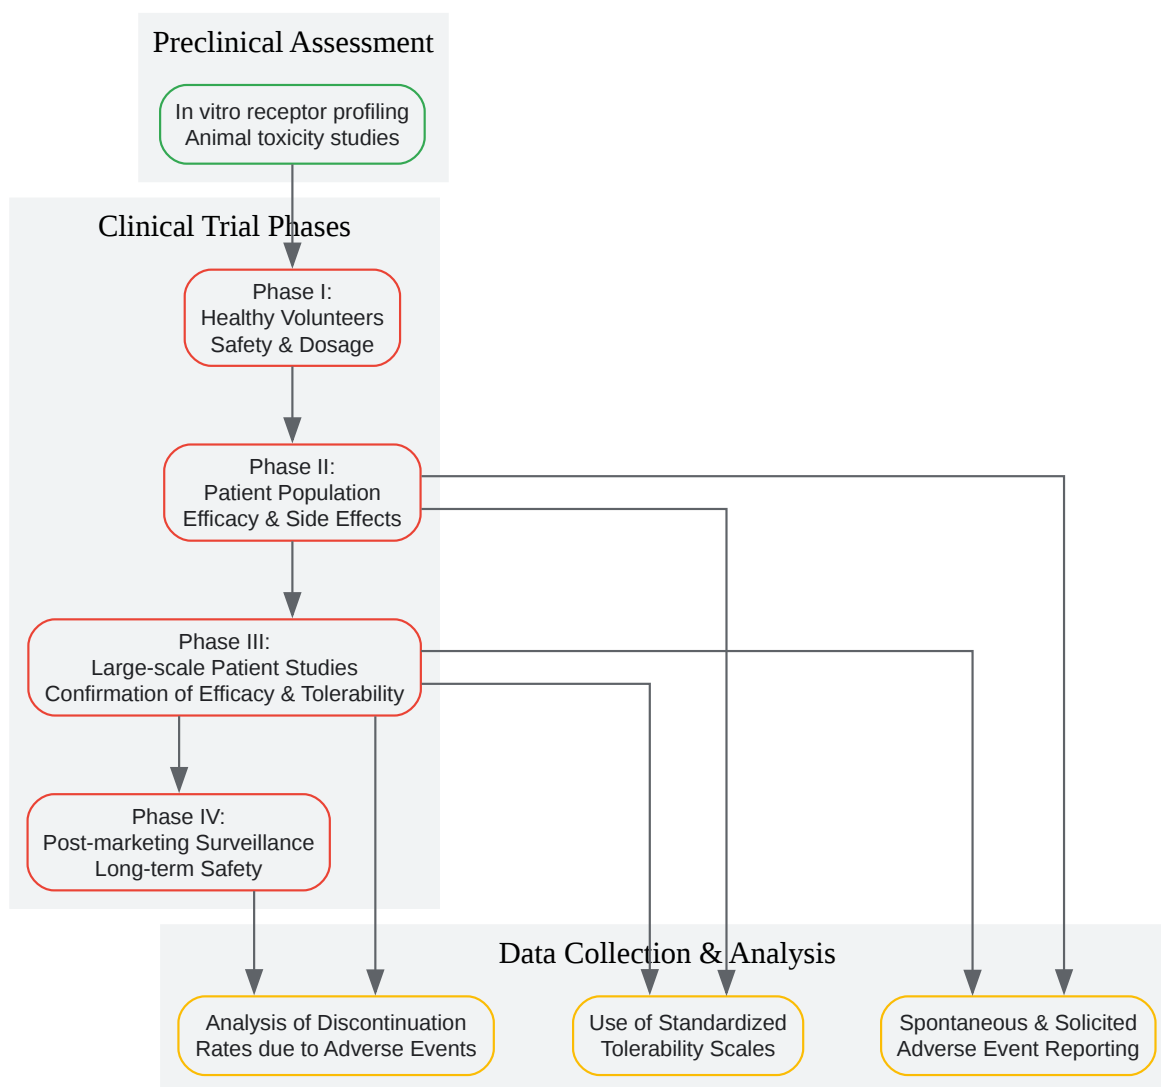 Preclinical Assessment
In vitro receptor profiling
Animal toxicity studies
Clinical Trial Phases
Phase I:
Healthy Volunteers
Safety & Dosage
Phase II:
Patient Population
Efficacy & Side Effects
Phase III:
Large-scale Patient Studies
Confirmation of Efficacy & Tolerability
Phase IV:
Post-marketing Surveillance
Long-term Safety
Data Collection & Analysis
Analysis of Discontinuation
Rates due to Adverse Events
Use of Standardized
Tolerability Scales
Spontaneous & Solicited
Adverse Event Reporting